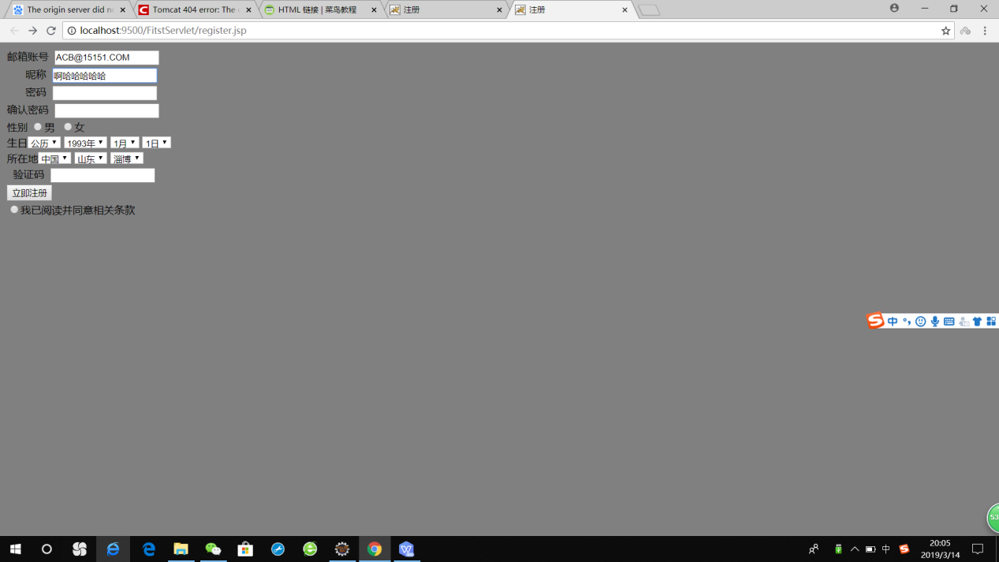 The origin server did n
Tomcat 404 error: The
HTML 链接 | 菜鸟教程
注册
注册
localhost:9500/FitstServlet/register.jsp
邮箱账号 ACB@15151.COM
昵称 啊哈哈哈哈哈
密码
确认密码
性别 男 女
生日 公历 1993年 1月 1日
所在地 中国 山东 淄博
验证码
立即注册
我已阅读并同意相关条款
中
中
20:05
2019/3/14